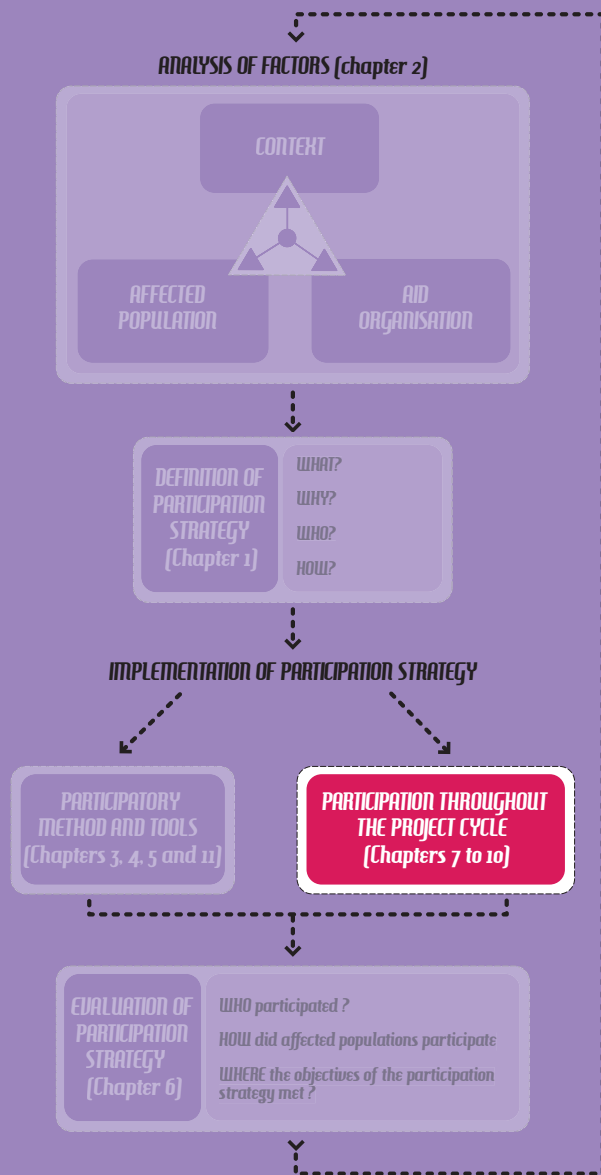 ANALYSIS OF FACTORS (chapter 2)
CONTEXT
AFFECTED
POPULATION
AID
ORGANISATION
DEFINITION OF
PARTICIPATION
STRATEGY
(Chapter 1)
WHAT?
WHY?
WHO?
HOW?
IMPLEMENTATION OF PARTICIPATION STRATEGY
PARTICIPATORY
METHOD AND TOOLS
(Chapters 3, 4, 5 and 11)
PARTICIPATION THROUGHOUT
THE PROJECT CYCLE
(Chapters 7 to 10)
EVALUATION OF
PARTICIPATION
STRATEGY
(Chapter 6)
WHO participated ?
HOW did affected populations participate
WHERE the objectives of the participation
strategy met ?